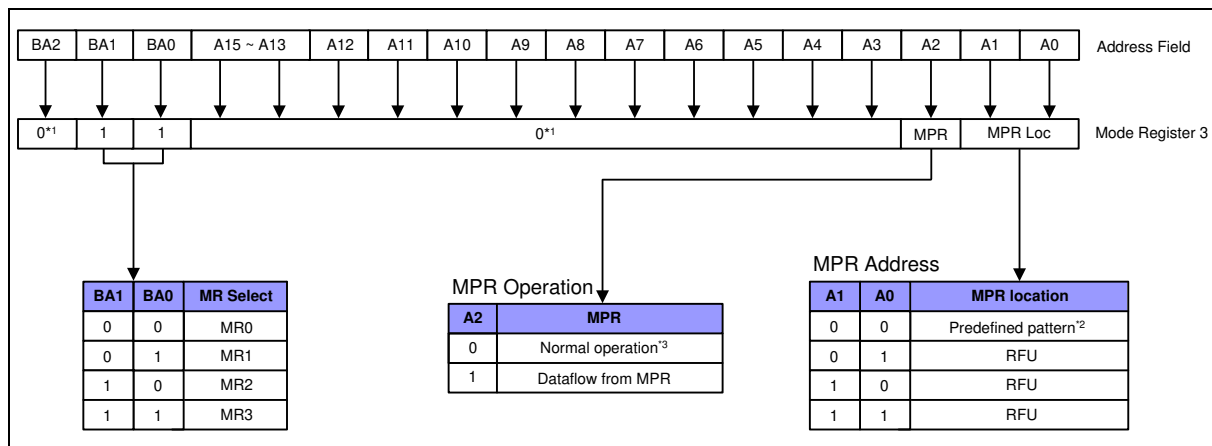 BA2 BA1 BA0 A15 ~ A13 A12 A11 A10 A9 A8 A7 A6 A5 A4 A3 A2 A1 A0 Address Field
0*1 1 1 0*1 MPR MPR Loc Mode Register 3
MPR Address
MPR Operation
BA1 BA0 MR Select
0 0 MR0
0 1 MR1
1 0 MR2
1 1 MR3
A2 MPR
0 Normal operation*3
1 Dataflow from MPR
A1 A0 MPR location
0 0 Predefined pattern*2
0 1 RFU
1 0 RFU
1 1 RFU